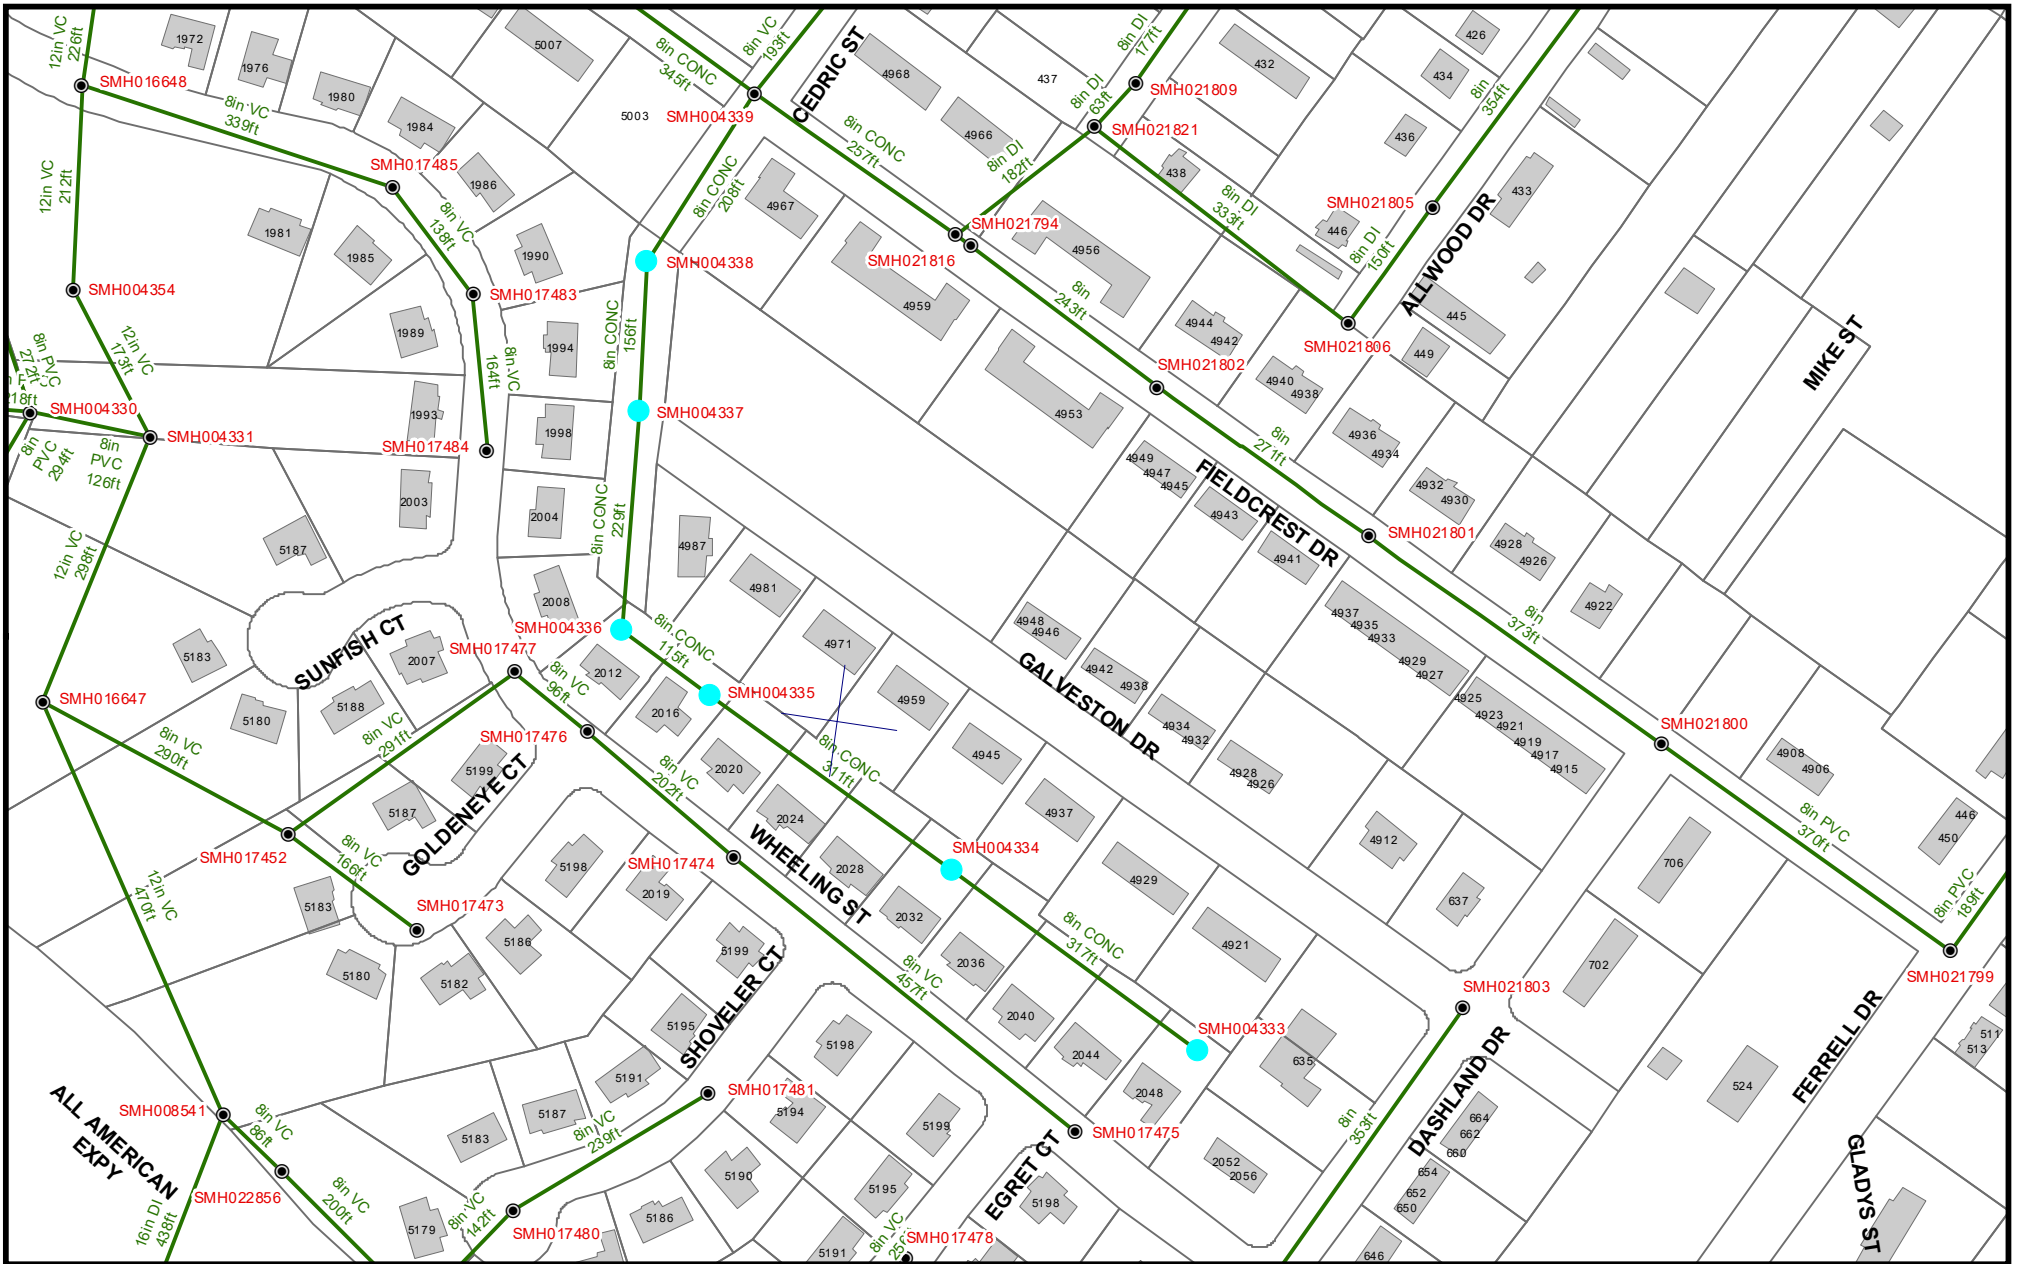 12in VC
226ft
1972
1976
1980
5007
8in CONC
345ft
8in VC
193ft
CEDRIC ST
4968
437
8in DI
177ft
432
426
434
8in
354ft
SMH016648
8in VC
339ft
1984
5003
SMH004339
8in CONC
257ft
4966
8in DI
63ft
SMH021809
SMH021821
436
12in VC
212ft
SMH017485
1986
8in CONC
208ft
4967
8in DI
182ft
438
8in DI
333ft
SMH021805
433
1981
1985
8in VC
138ft
1990
SMH004338
SMH021794
SMH021816
4956
446
8in DI
150ft
ALLWOOD DR
SMH004354
SMH017483
4959
8in
243ft
4944
4942
445
12in VC
173ft
1989
8in VC
164ft
1994
8in CONC
156ft
SMH021802
SMH021806
449
MIKE ST
8in PVC
272ft
218ft
SMH004330
8in
PVC
294ft
8in
PVC
126ft
SMH004331
1993
SMH017484
1998
SMH004337
4953
4940
4938
8in
271ft
4936
4934
4949
4947
4945
FIELDCREST DR
4943
4941
4932
4930
2003
2004
8in CONC
229ft
4987
SMH021801
4928
4926
5187
12in VC
298ft
4981
4922
2008
SMH004336
8in CONC
115ft
4971
4948
4946
4937
4935
4933
4929
4927
8in
373ft
SUNFISH CT
5183
2007
SMH017477
2012
8in VC
96ft
GALVESTON DR
4942
4938
SMH016647
5180
5188
8in VC
291ft
SMH004335
2016
4959
4934
4932
4925
4923
4921
4919
4917
4915
SMH021800
8in VC
290ft
SMH017476
5199
GOLDENEYE CT
8in VC
202ft
2020
8in CONC
311ft
4945
4928
4926
4908
4906
5187
SMH017452
8in VC
166ft
2024
WHEELING ST
4937
4912
8in PVC
370ft
446
450
SMH017474
5198
2019
2028
SMH004334
4929
706
637
8in PVC
189ft
12in VC
470ft
5183
SMH017473
2032
8in CONC
317ft
4921
5186
5180
5182
5199
SHOVELER CT
8in VC
457ft
2036
702
SMH021799
SMH021803
5195
5198
2040
SMH004333
635
2044
2048
DASHLAND DR
FERRELL DR
511
513
524
ALL AMERICAN
EXPY
SMH008541
8in VC
86ft
5191
SMH017481
5187
5183
8in VC
239ft
5194
5199
SMH017475
8in
353ft
664
662
660
16in DI
438ft
SMH022856
8in VC
200ft
5190
5195
EGRET CT
2052
2056
654
652
650
GLADYS ST
5179
8in VC
142ft
SMH017480
5186
5198
5191
8in VC
SMH017478
646